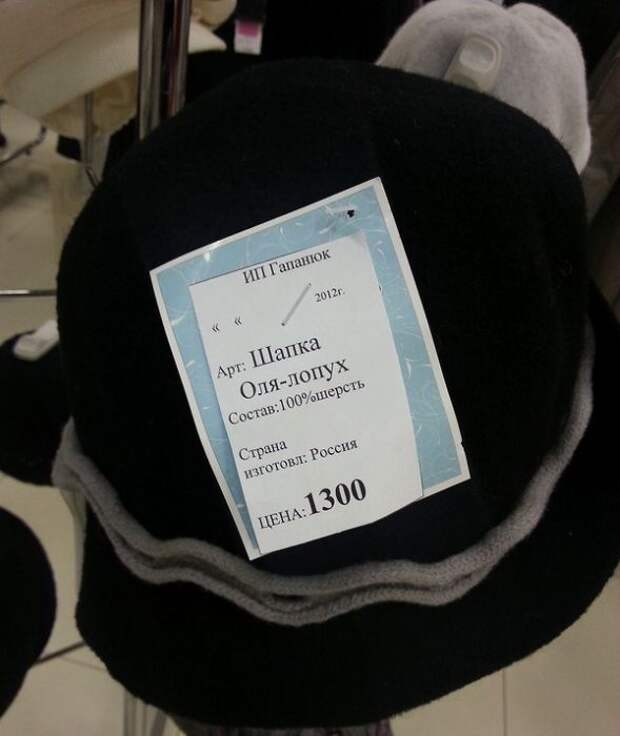 ИП Гапанюк
« « 2012г.
Арт: Шапка
Оля-лопух
Состав:100%шерсть
Страна
изготовл: Россия
ЦЕНА:1300